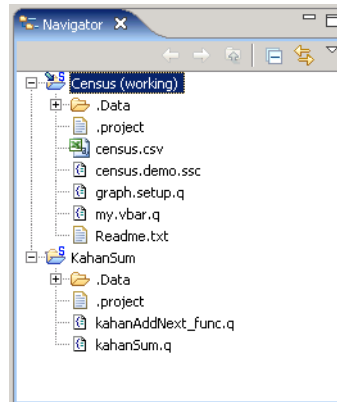 Navigator
Census (working)
.Data
.project
census.csv
census.demo.ssc
graph.setup.q
my.vbar.q
Readme.txt
KahanSum
.Data
.project
kahanAddNext_func.q
kahanSum.q